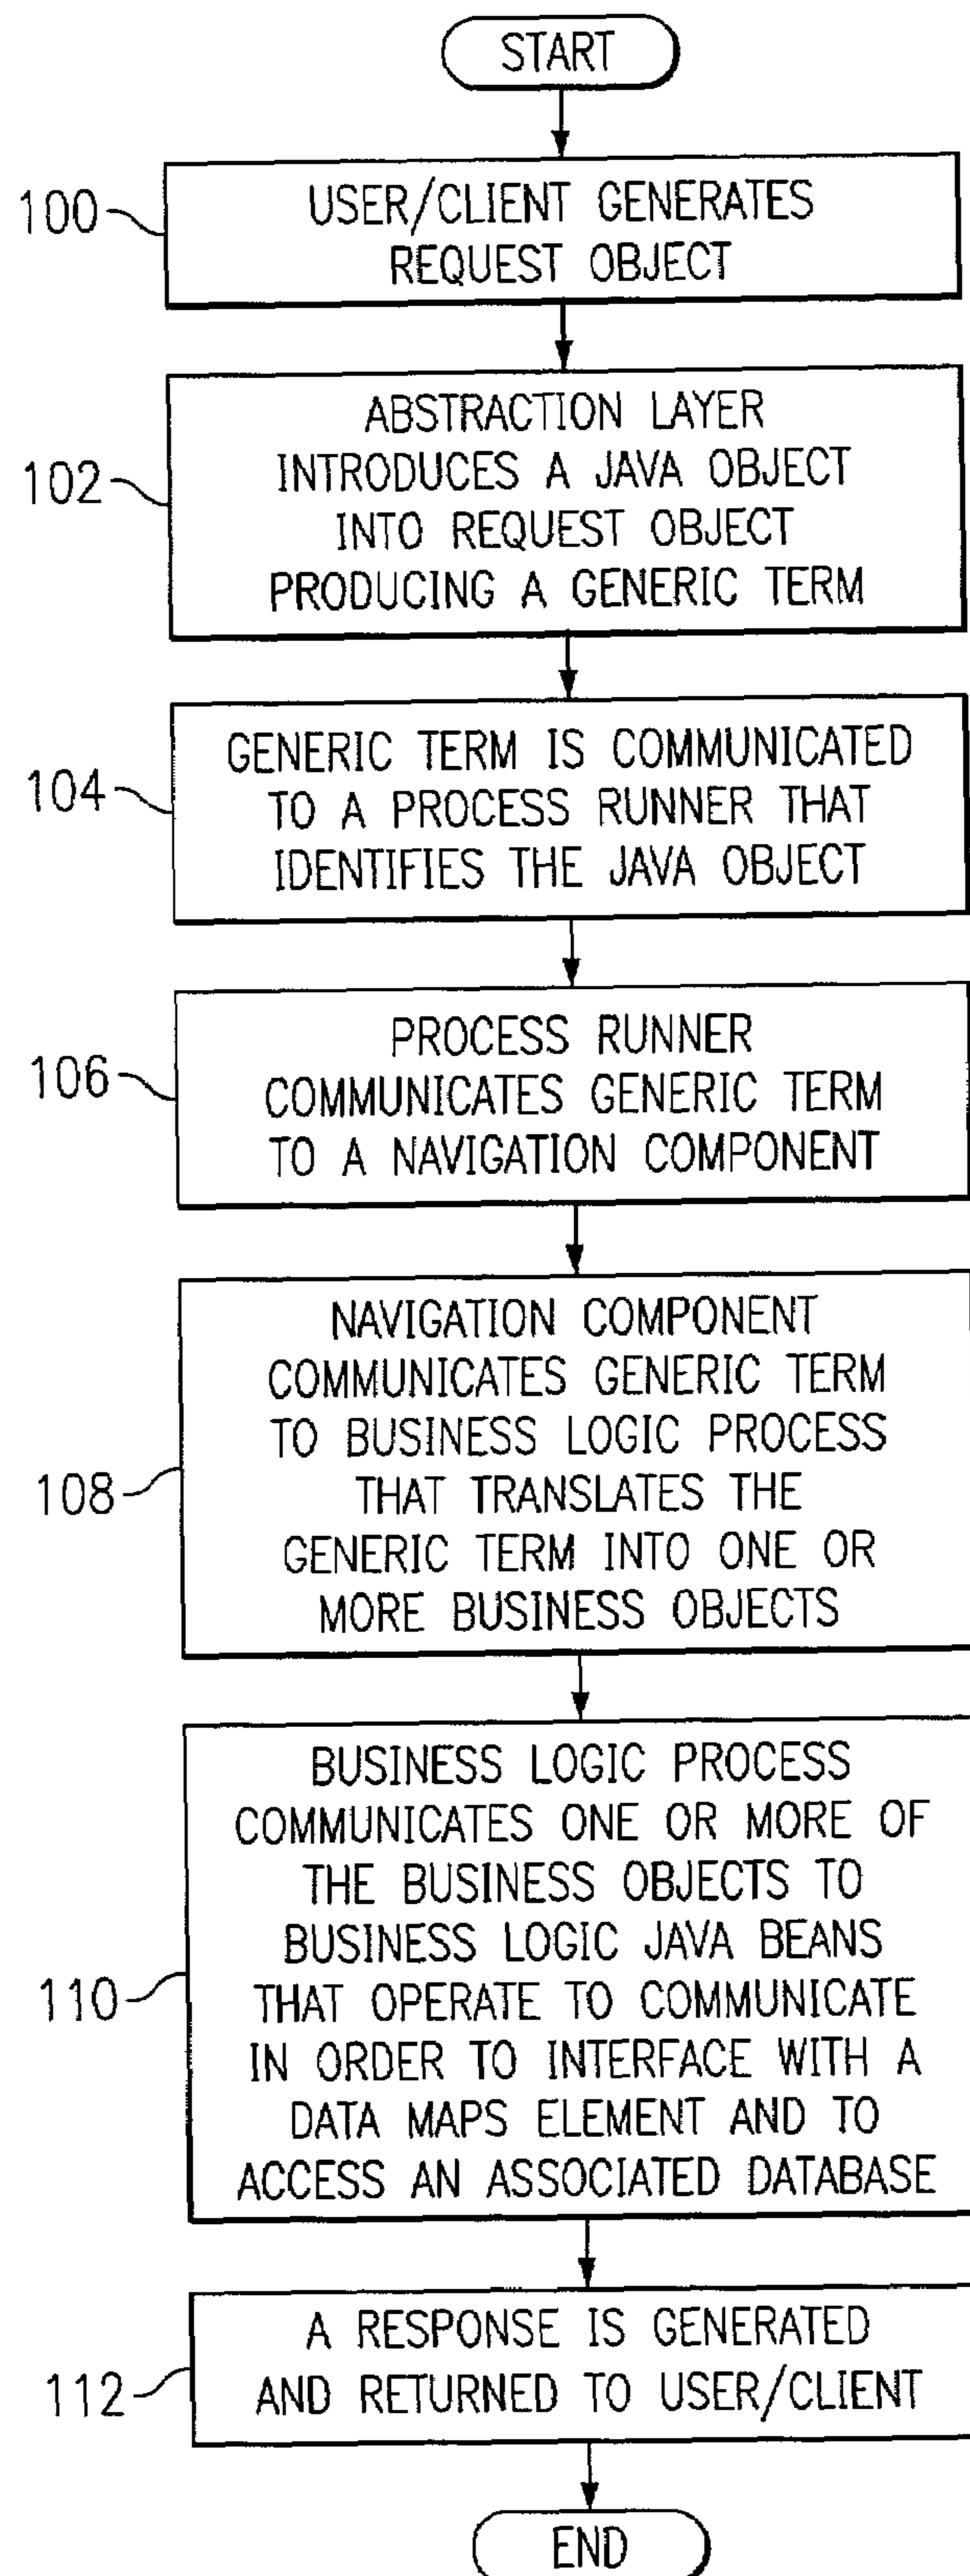 START
100
USER/CLIENT GENERATES
REQUEST OBJECT
102
ABSTRACTION LAYER
INTRODUCES A JAVA OBJECT
INTO REQUEST OBJECT
PRODUCING A GENERIC TERM
104
GENERIC TERM IS COMMUNICATED
TO A PROCESS RUNNER THAT
IDENTIFIES THE JAVA OBJECT
106
PROCESS RUNNER
COMMUNICATES GENERIC TERM
TO A NAVIGATION COMPONENT
108
NAVIGATION COMPONENT
COMMUNICATES GENERIC TERM
TO BUSINESS LOGIC PROCESS
THAT TRANSLATES THE
GENERIC TERM INTO ONE OR
MORE BUSINESS OBJECTS
110
BUSINESS LOGIC PROCESS
COMMUNICATES ONE OR MORE OF
THE BUSINESS OBJECTS TO
BUSINESS LOGIC JAVA BEANS
THAT OPERATE TO COMMUNICATE
IN ORDER TO INTERFACE WITH A
DATA MAPS ELEMENT AND TO
ACCESS AN ASSOCIATED DATABASE
112
A RESPONSE IS GENERATED
AND RETURNED TO USER/CLIENT
END